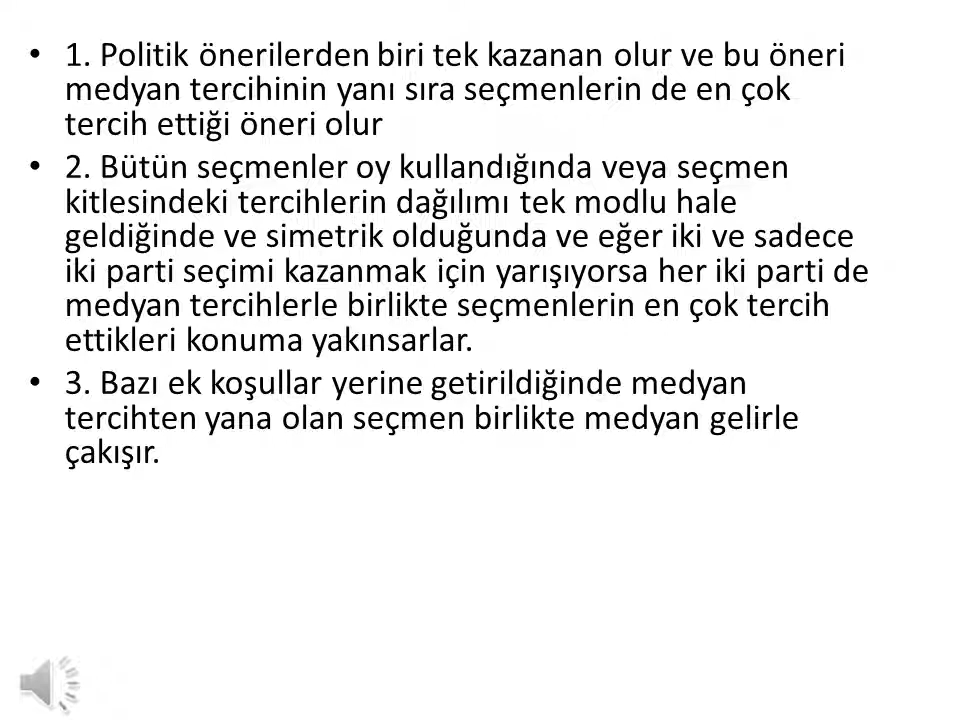 • 1. Politik önerilerden biri tek kazanan olur ve bu öneri
medyan tercihinin yanı sıra seçmenlerin de en çok
tercih ettiği öneri olur
• 2. Bütün seçmenler oy kullandığında veya seçmen
kitlesindeki tercihlerin dağılımı tek modlu hale
geldiğinde ve simetrik olduğunda ve eğer iki ve sadece
iki parti seçimi kazanmak için yarışıyorsa her iki parti de
medyan tercihlerle birlikte seçmenlerin en çok tercih
ettikleri konuma yakınsarlar.
• 3. Bazı ek koşullar yerine getirildiğinde medyan
tercihten yana olan seçmen birlikte medyan gelirle
çakışır.